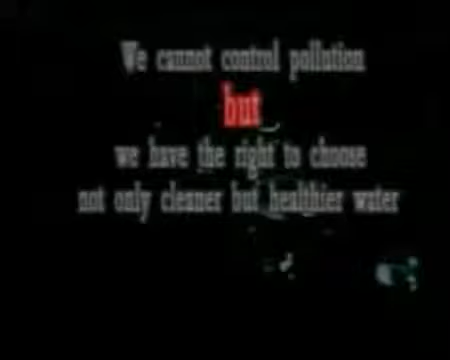 We cannot control pollution
but
we have the right to choose
not only cleaner but healthier water